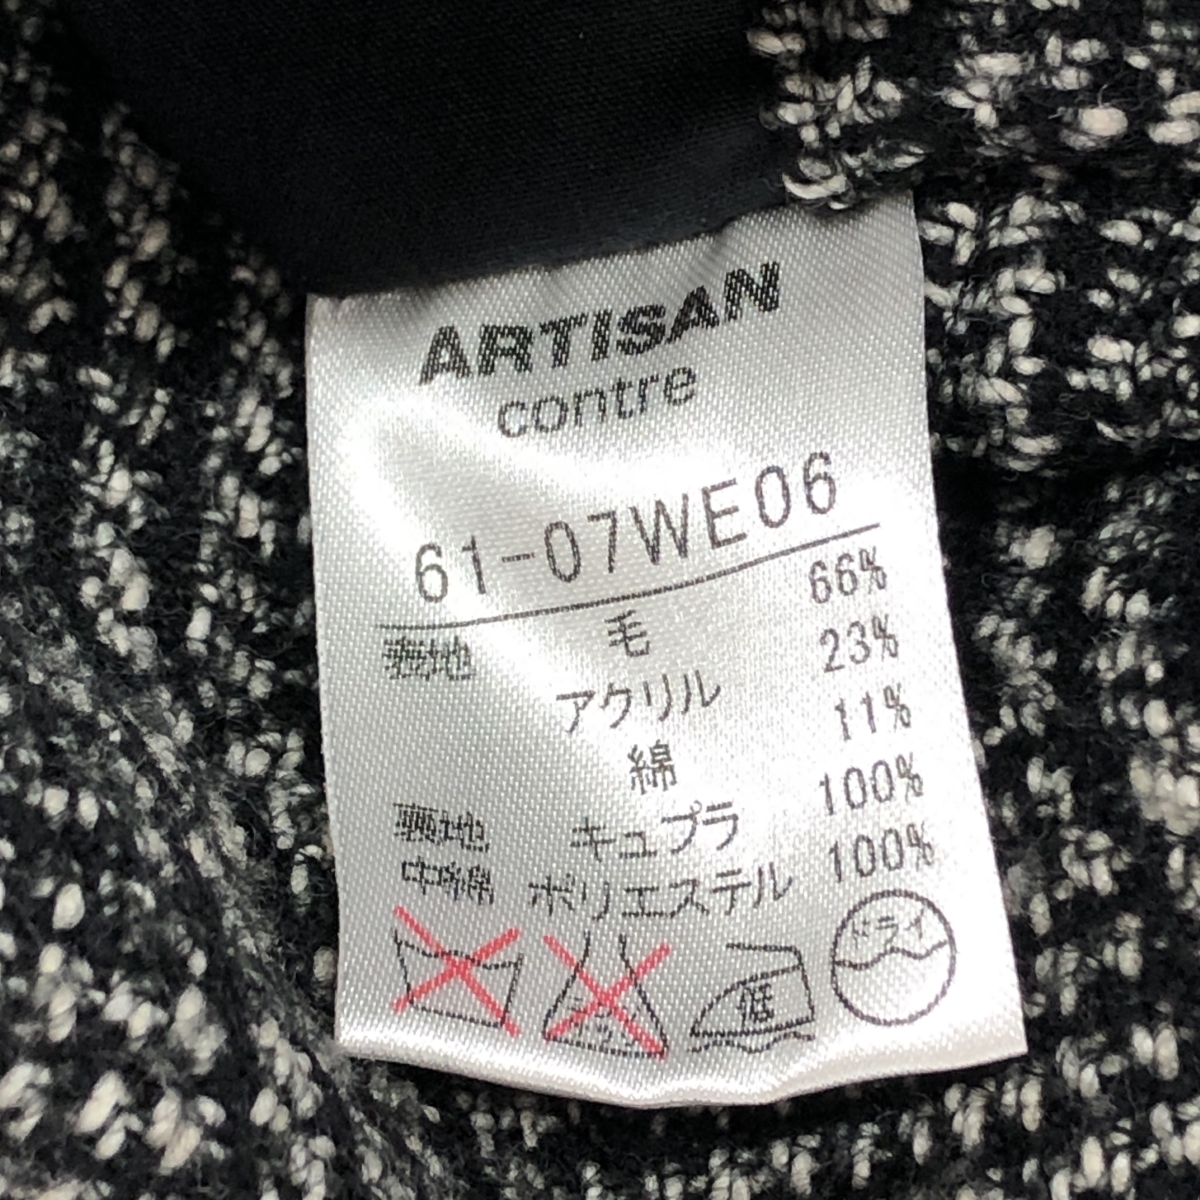 ARTISAN
contre
61-07WE06
表地 毛 66%
アクリル 23%
綿 11%
裏地 キュプラ 100%
中綿 ポリエステル 100%
低 ドライ